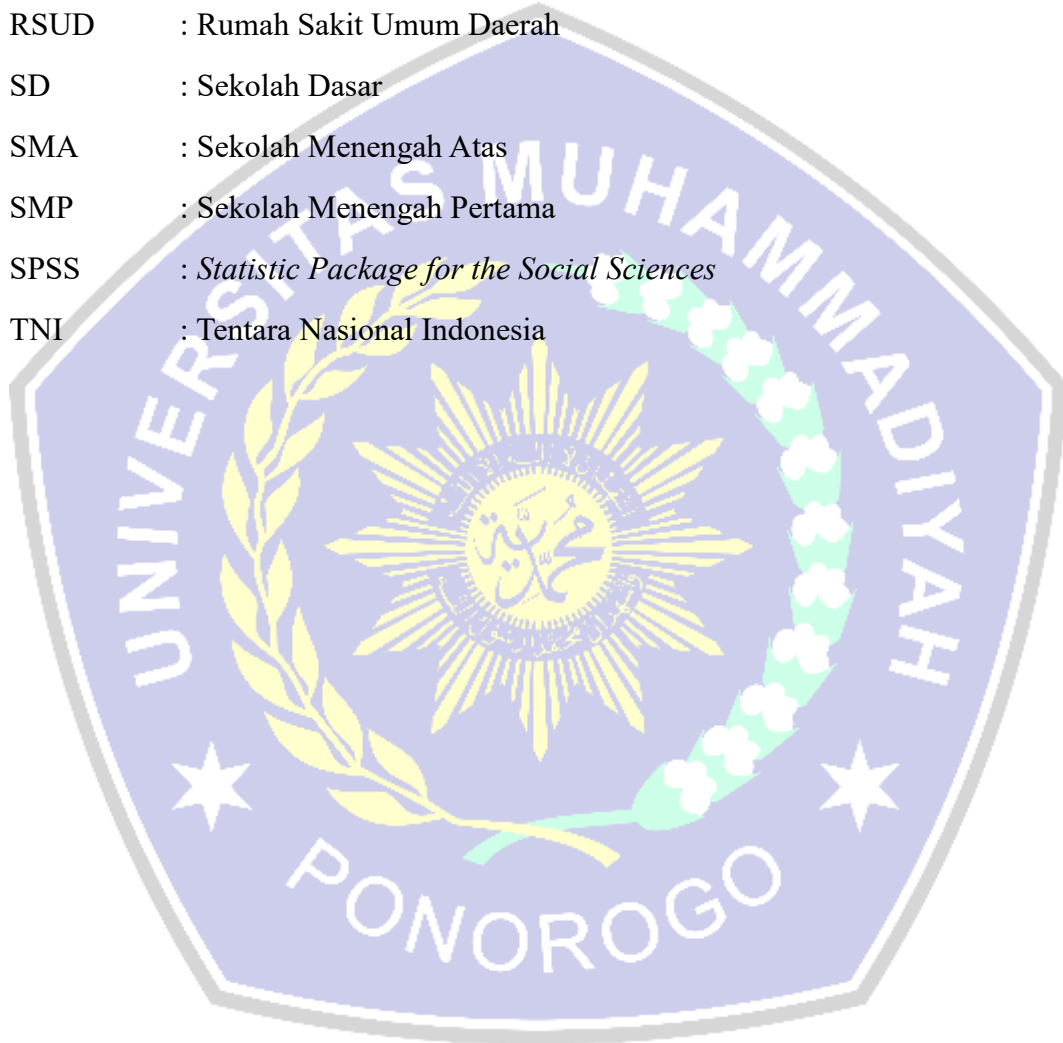 RSUD : Rumah Sakit Umum Daerah
SD : Sekolah Dasar
SMA : Sekolah Menengah Atas
SMP : Sekolah Menengah Pertama
SPSS : Statistic Package for the Social Sciences
TNI : Tentara Nasional Indonesia
UNIVERSITAS MUHAMMADIYAH
محمدية
PONOROGO